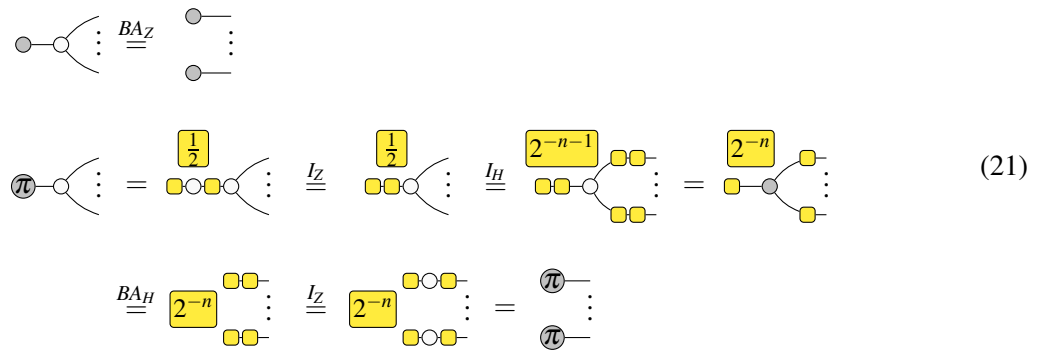 BA_Z
=
⋮ ⋮
1/2 1/2 2^{-n-1} 2^{-n}
π ⋮ = ⋮ I_Z = ⋮ I_H = ⋮ = ⋮ (21)
BA_H = 2^{-n} ⋮ I_Z = 2^{-n} ⋮ = π ⋮ π